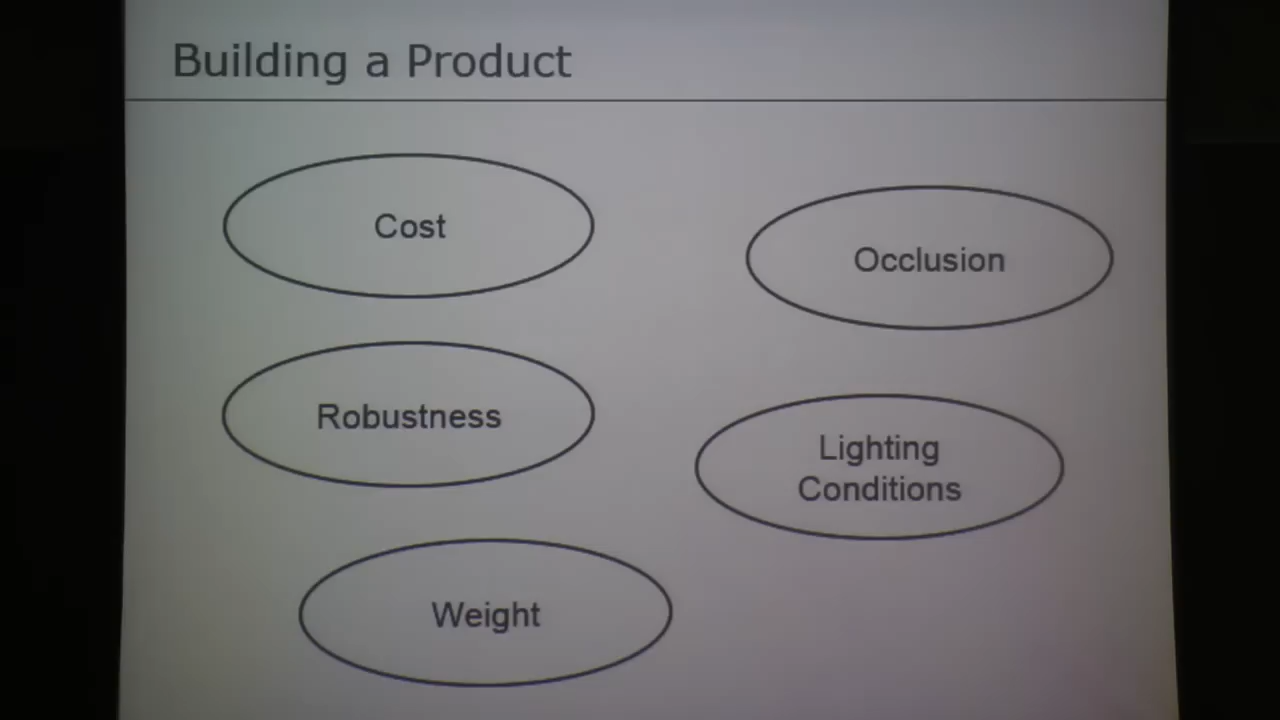 Building a Product
Cost
Occlusion
Robustness
Lighting
Conditions
Weight